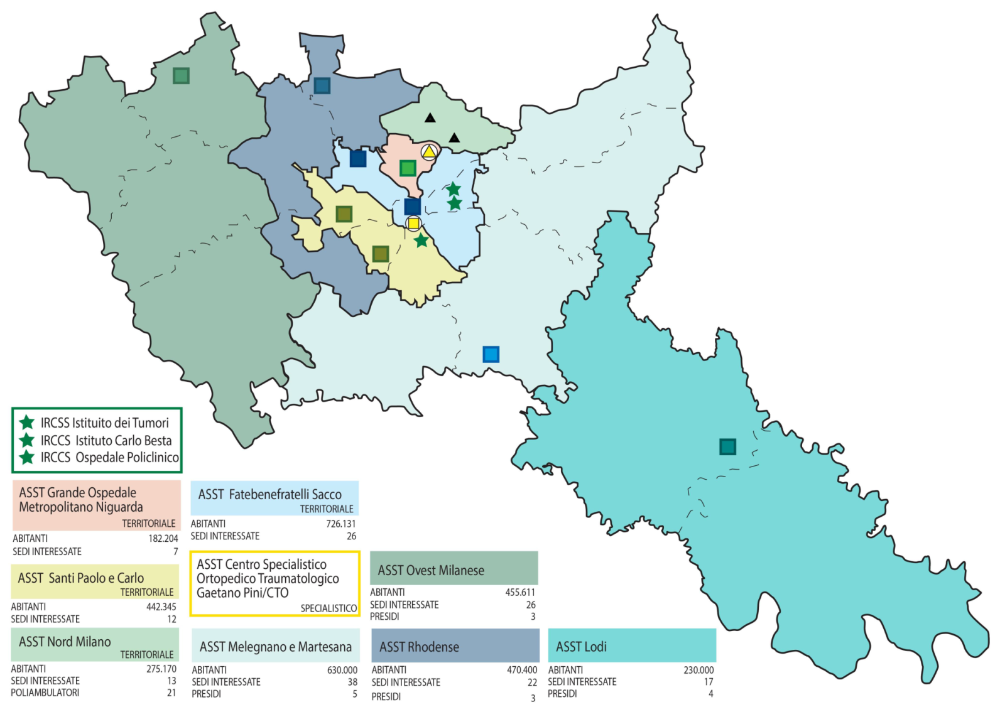 IRCSS Istituito dei Tumori
IRCCS Istituto Carlo Besta
IRCCS Ospedale Policlinico
ASST Grande Ospedale
Metropolitano Niguarda
TERRITORIALE
ABITANTI 182.204
SEDI INTERESSATE 7
ASST Fatebenefratelli Sacco
TERRITORIALE
ABITANTI 726.131
SEDI INTERESSATE 26
ASST Santi Paolo e Carlo
TERRITORIALE
ABITANTI 442.345
SEDI INTERESSATE 12
ASST Centro Specialistico
Ortopedico Traumatologico
Gaetano Pini/CTO
SPECIALISTICO
ASST Ovest Milanese
ABITANTI 455.611
SEDI INTERESSATE 26
PRESIDI 3
ASST Nord Milano
TERRITORIALE
ABITANTI 275.170
SEDI INTERESSATE 13
POLIAMBULATORI 21
ASST Melegnano e Martesana
ABITANTI 630.000
SEDI INTERESSATE 38
PRESIDI 5
ASST Rhodense
ABITANTI 470.400
SEDI INTERESSATE 22
PRESIDI 3
ASST Lodi
ABITANTI 230.000
SEDI INTERESSATE 17
PRESIDI 4